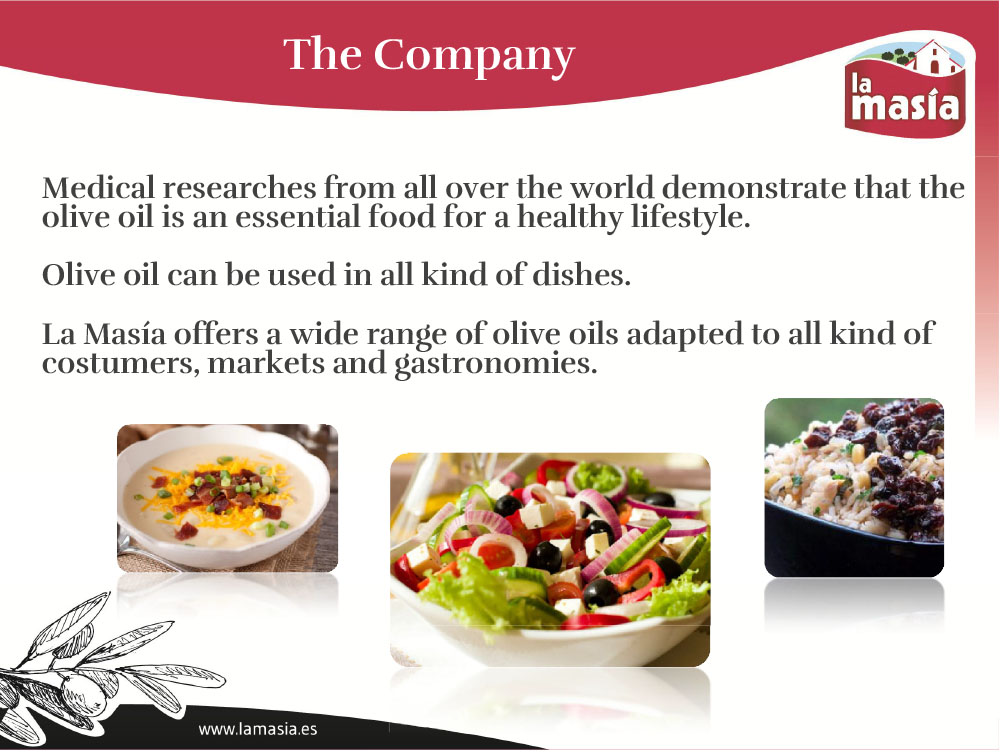 The Company
la
masía
Medical researches from all over the world demonstrate that the
olive oil is an essential food for a healthy lifestyle.
Olive oil can be used in all kind of dishes.
La Masía offers a wide range of olive oils adapted to all kind of
costumers, markets and gastronomies.
www.lamasia.es